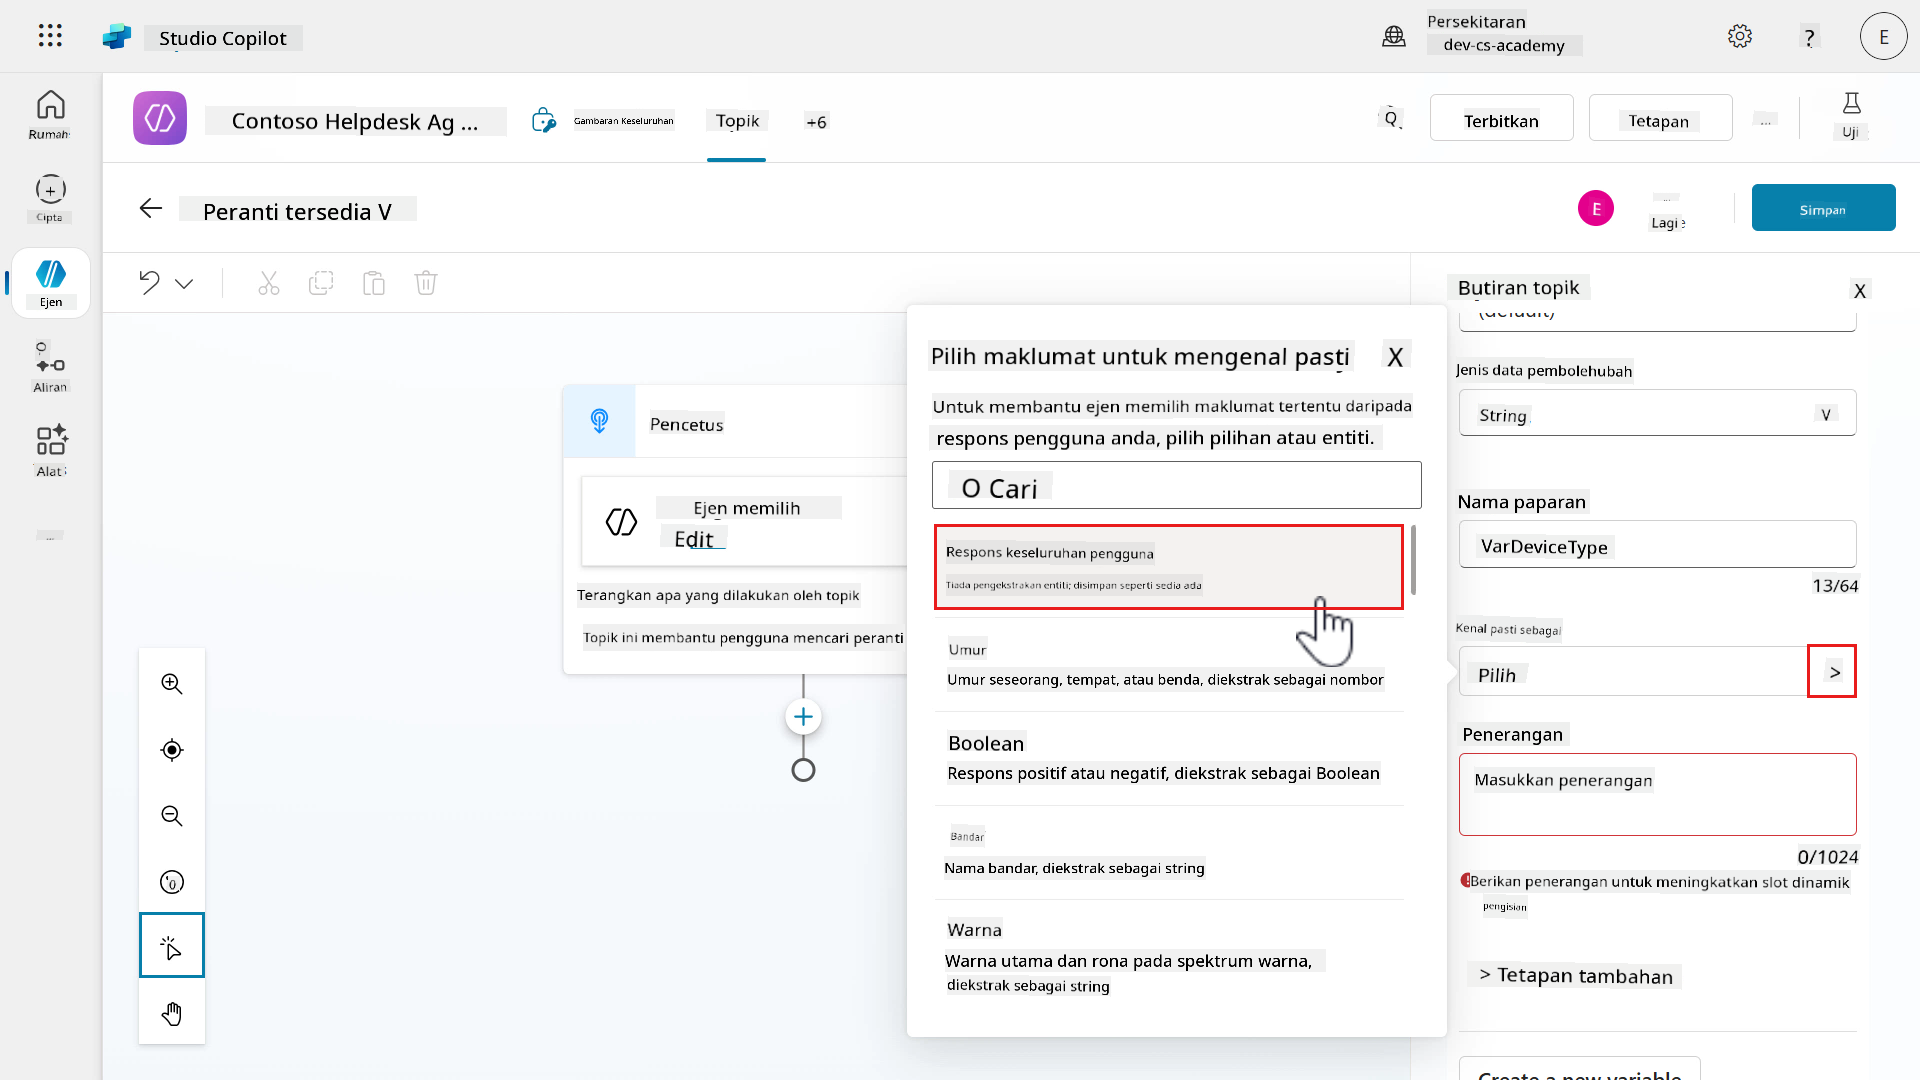 Studio Copilot
Persekitaran
dev-cs-academy
?
E
Rumah
Cipta
Ejen
Aliran
Alat
...
Contoso Helpdesk Ag ...
Gambaran Keseluruhan
Topik
+6
Q
Terbitkan
Tetapan
...
Uji
Peranti tersedia V
E
Lagi
Simpan
Pencetus
Ejen memilih
Edit
Terangkan apa yang dilakukan oleh topik
Topik ini membantu pengguna mencari peranti
Pilih maklumat untuk mengenal pasti
X
Untuk membantu ejen memilih maklumat tertentu daripada
respons pengguna anda, pilih pilihan atau entiti.
O Cari
Respons keseluruhan pengguna
Tiada pengekstrakan entiti; disimpan seperti sedia ada
Umur
Umur seseorang, tempat, atau benda, diekstrak sebagai nombor
Boolean
Respons positif atau negatif, diekstrak sebagai Boolean
Bandar
Nama bandar, diekstrak sebagai string
Warna
Warna utama dan rona pada spektrum warna,
diekstrak sebagai string
Butiran topik
X
(default)
Jenis data pembolehubah
String
V
Nama paparan
VarDeviceType
13/64
Kenal pasti sebagai
Pilih
>
Penerangan
Masukkan penerangan
0/1024
Berikan penerangan untuk meningkatkan slot dinamik
pengisian
> Tetapan tambahan
Create a new variable